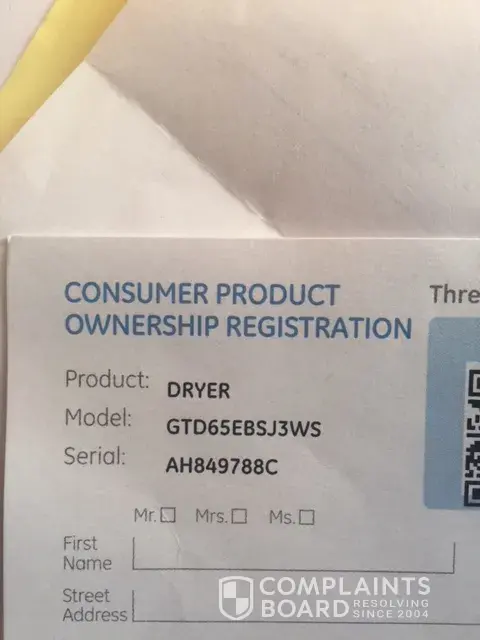 CONSUMER PRODUCT
OWNERSHIP REGISTRATION
Thre
Product: DRYER
Model: GTD65EBSJ3WS
Serial: AH849788C
Mr. Mrs. Ms.
First
Name
Street
Address
COMPLAINTS
BOARD RESOLVING
SINCE 2004